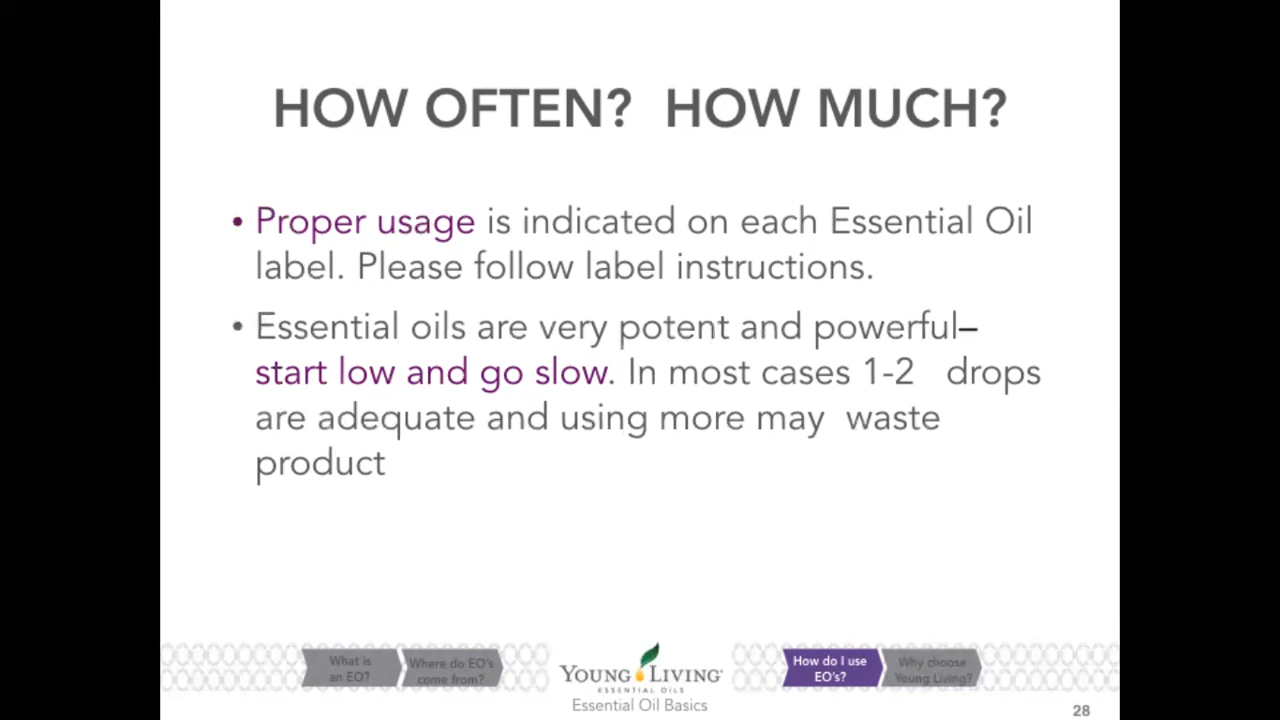 HOW OFTEN? HOW MUCH?
• Proper usage is indicated on each Essential Oil
label. Please follow label instructions.
• Essential oils are very potent and powerful–
start low and go slow. In most cases 1-2 drops
are adequate and using more may waste
product
What is
an EO?
Where do EO's
come from?
YOUNG LIVING
ESSENTIAL OILS
Essential Oil Basics
How do I use
EO's?
Why choose
Young Living?
28